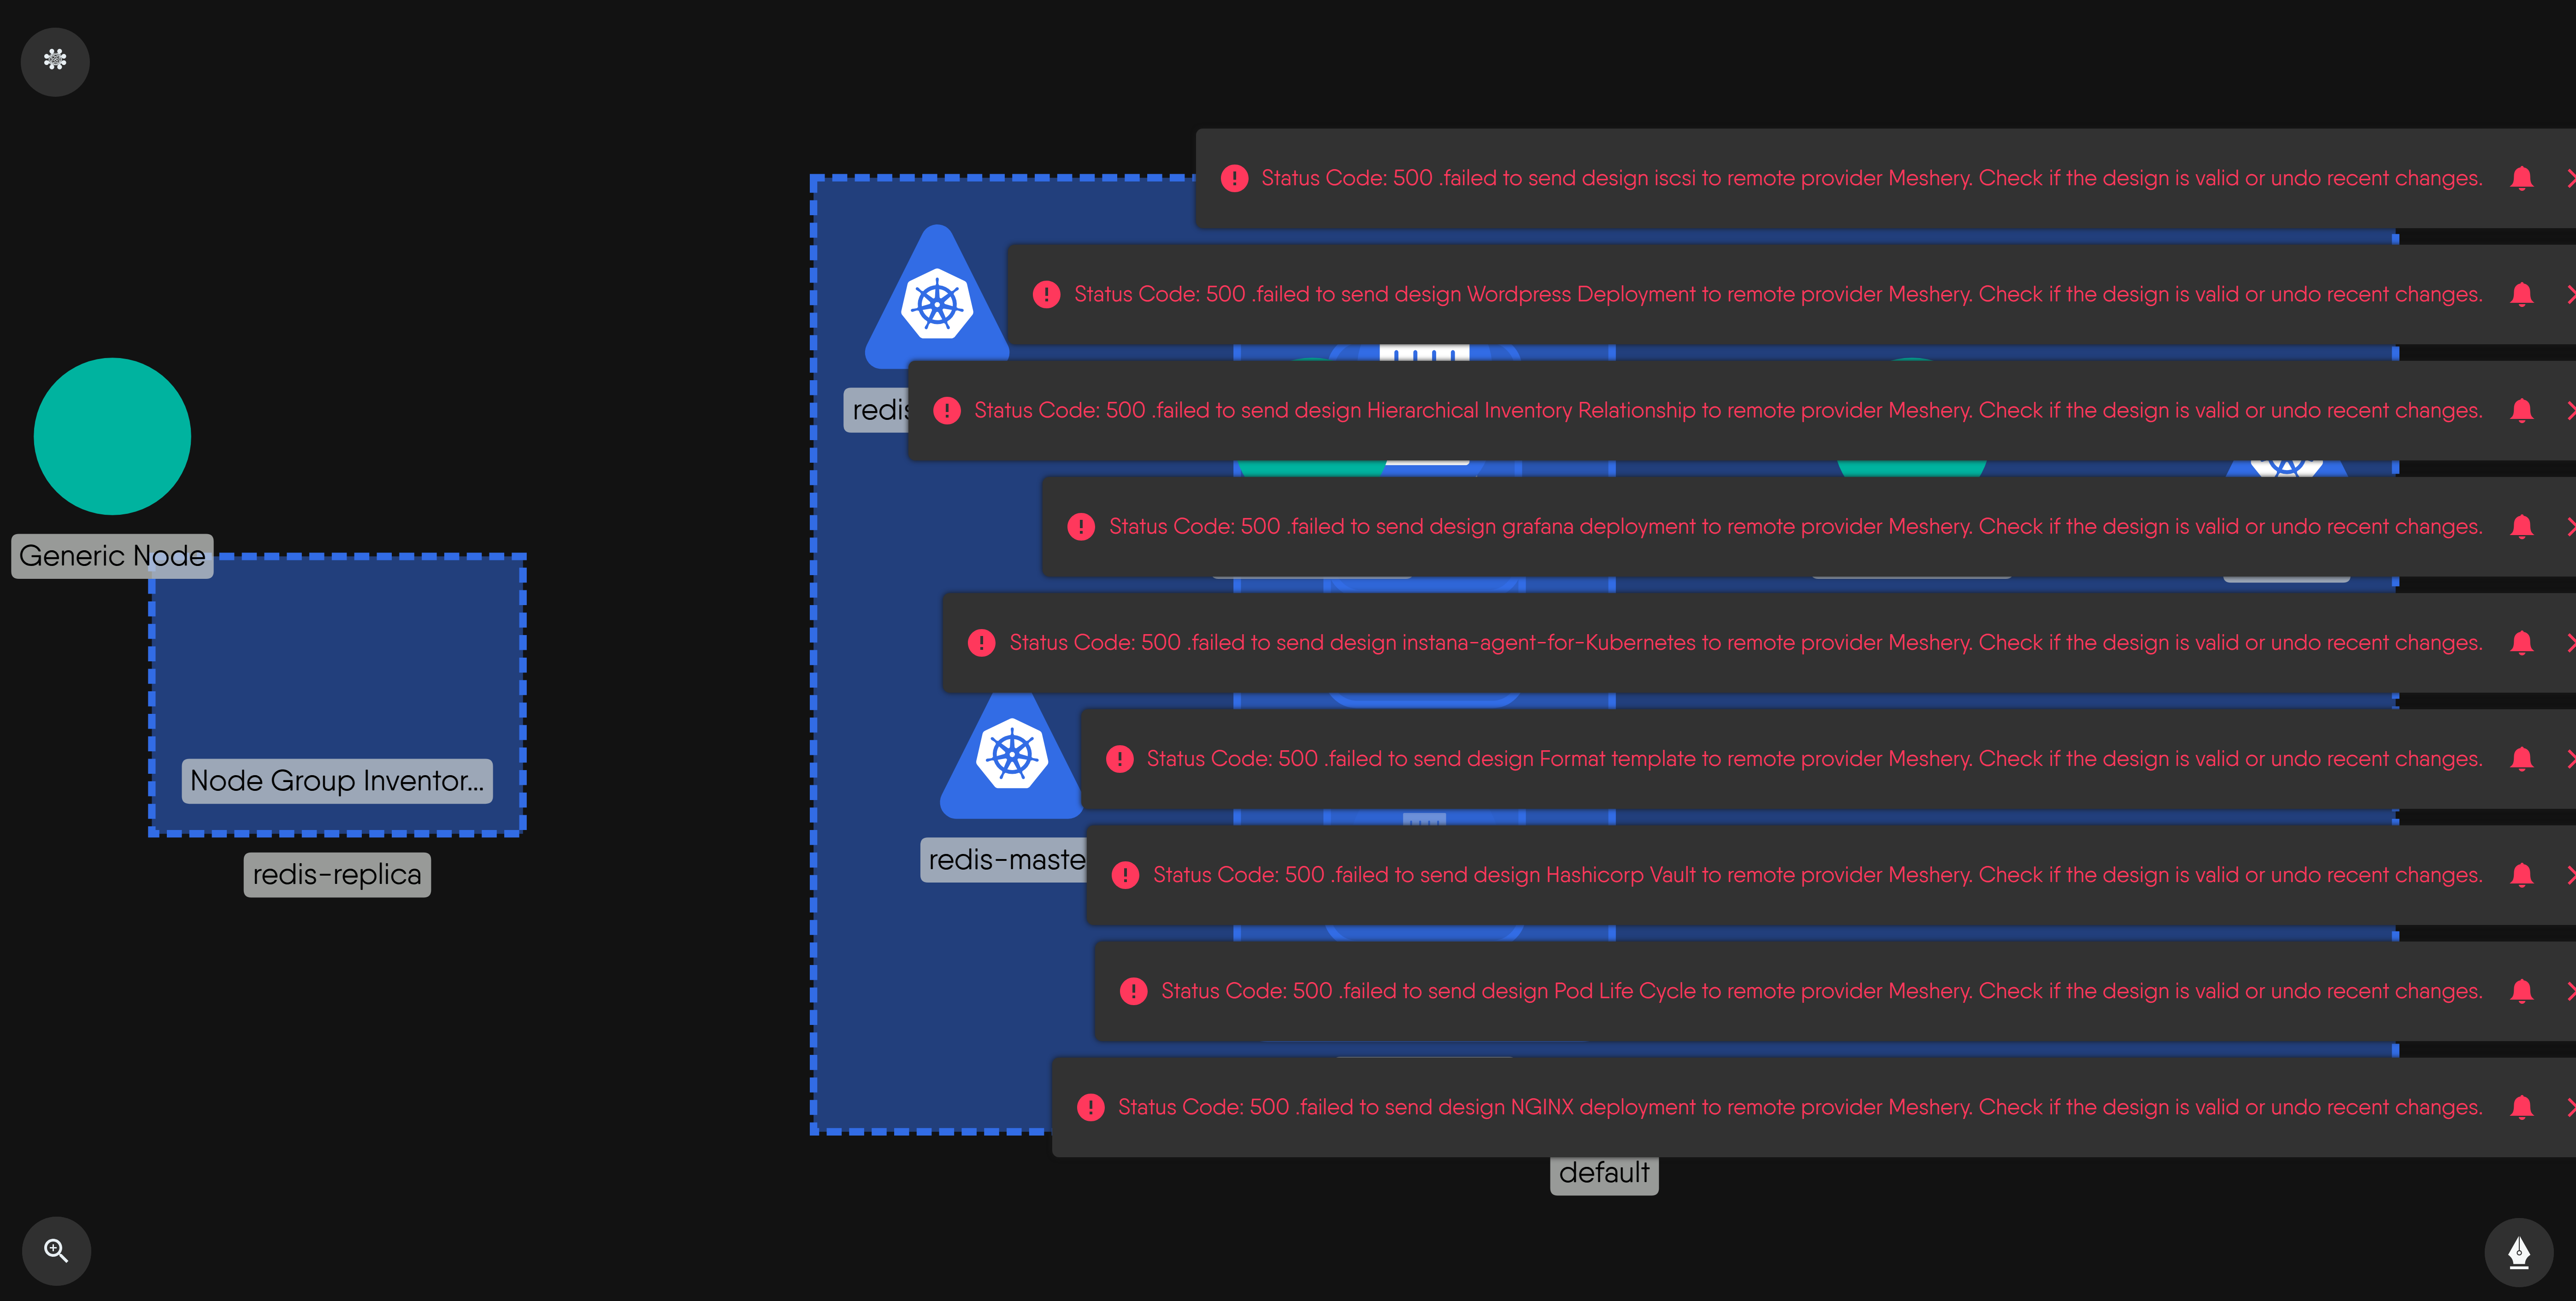 Status Code: 500 .failed to send design iscsi to remote provider Meshery. Check if the design is valid or undo recent changes.
Status Code: 500 .failed to send design Wordpress Deployment to remote provider Meshery. Check if the design is valid or undo recent changes.
Status Code: 500 .failed to send design Hierarchical Inventory Relationship to remote provider Meshery. Check if the design is valid or undo recent changes.
Status Code: 500 .failed to send design grafana deployment to remote provider Meshery. Check if the design is valid or undo recent changes.
Generic Node
Status Code: 500 .failed to send design instana-agent-for-Kubernetes to remote provider Meshery. Check if the design is valid or undo recent changes.
Status Code: 500 .failed to send design Format template to remote provider Meshery. Check if the design is valid or undo recent changes.
Node Group Inventor...
redis-maste
redis-replica
Status Code: 500 .failed to send design Hashicorp Vault to remote provider Meshery. Check if the design is valid or undo recent changes.
Status Code: 500 .failed to send design Pod Life Cycle to remote provider Meshery. Check if the design is valid or undo recent changes.
Status Code: 500 .failed to send design NGINX deployment to remote provider Meshery. Check if the design is valid or undo recent changes.
default